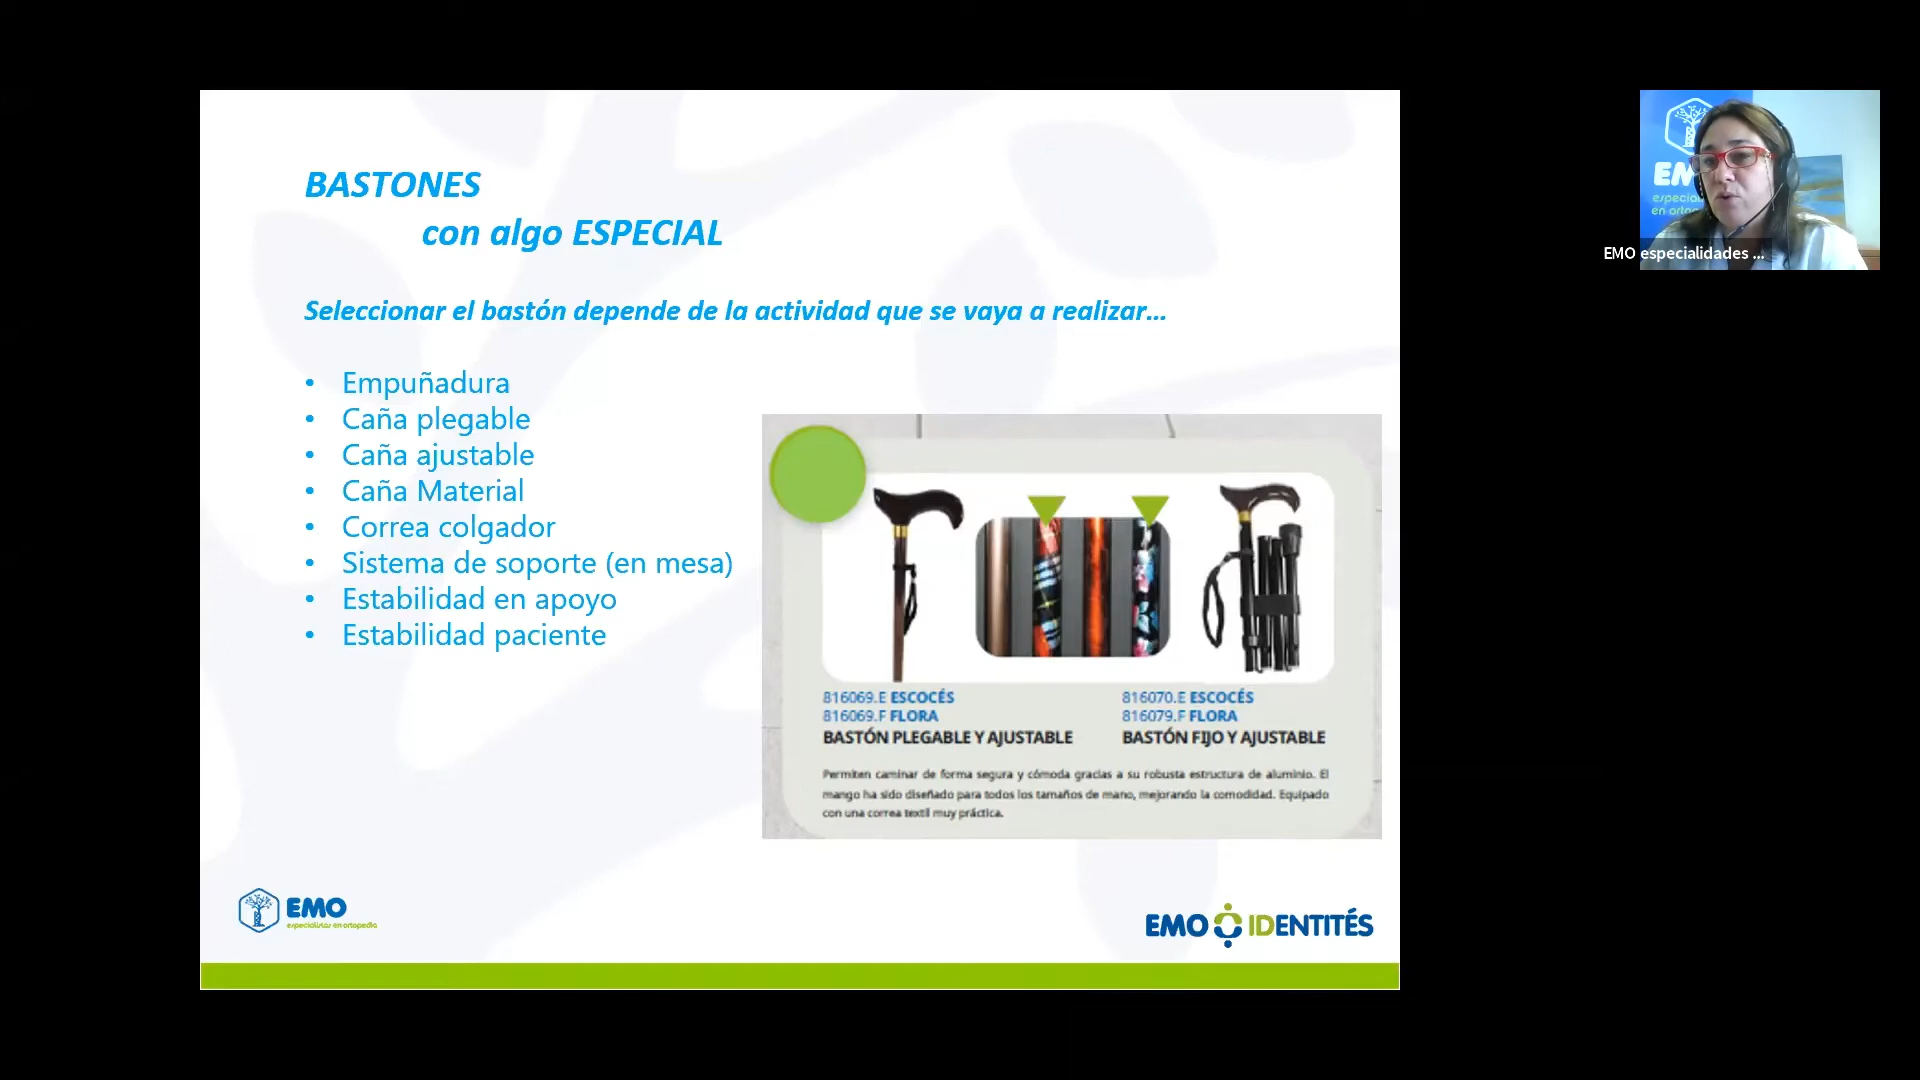 BASTONES
con algo ESPECIAL
Seleccionar el bastón depende de la actividad que se vaya a realizar...
• Empuñadura
• Caña plegable
• Caña ajustable
• Caña Material
• Correa colgador
• Sistema de soporte (en mesa)
• Estabilidad en apoyo
• Estabilidad paciente
816069.E ESCOCÉS
816069.F FLORA
BASTÓN PLEGABLE Y AJUSTABLE
816070.E ESCOCÉS
816079.F FLORA
BASTÓN FIJO Y AJUSTABLE
Permiten caminar de forma segura y cómoda gracias a su robusta estructura de aluminio. El
mango ha sido diseñado para todos los tamaños de mano, mejorando la comodidad. Equipado
con una correa textil muy práctica.
EMO
especialistas en ortopedia
EMO IDENTITÉS
EMO especialidades ...